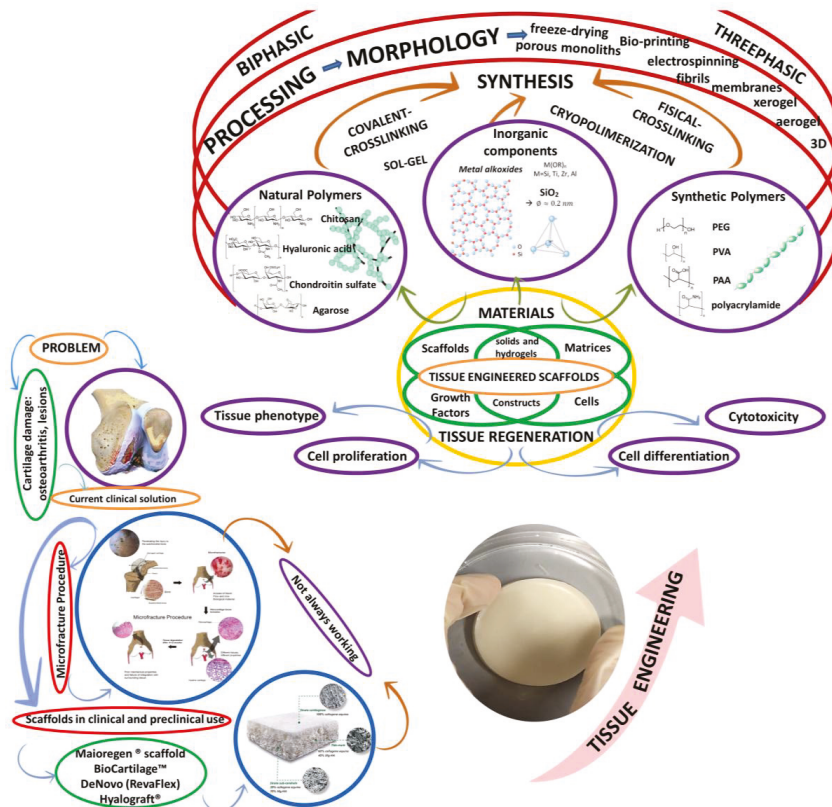 BIPHASIC
PROCESSING
MORPHOLOGY
freeze-drying
porous monoliths
Bio-printing
electrospinning
fibrils
membranes
xerogel
aerogel
3D
THREEPHASIC
SYNTHESIS
COVALENT-
CROSSLINKING
SOL-GEL
CRYOPOLIMERIZATION
FISICAL-
CROSSLINKING
Inorganic
components
Metal alkoxides
M(OR)ₙ
M=Si, Ti, Zr, Al
SiO₂
→ Ø ≈ 0.2 nm
O
Si
Natural Polymers
Chitosan
Hyaluronic acid
Chondroitin sulfate
Agarose
Synthetic Polymers
PEG
PVA
PAA
polyacrylamide
MATERIALS
Scaffolds
solids and
hydrogels
Matrices
TISSUE ENGINEERED SCAFFOLDS
Growth
Factors
Constructs
Cells
TISSUE REGENERATION
Tissue phenotype
Cell proliferation
Cell differentiation
Cytotoxicity
PROBLEM
Cartilage damage:
osteoarthritis, lesions
Current clinical solution
Microfracture Procedure
Microfracture Procedure
Not always working
Scaffolds in clinical and preclinical use
Maioregen ® scaffold
BioCartilage™
DeNovo (RevaFlex)
Hyalograft®
TISSUE ENGINEERING